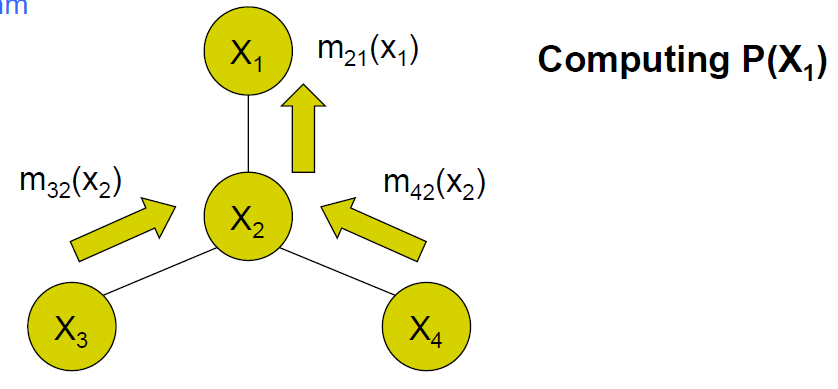 X₁
m₂₁(x₁)
Computing P(X₁)
m₃₂(x₂)
m₄₂(x₂)
X₂
X₃
X₄